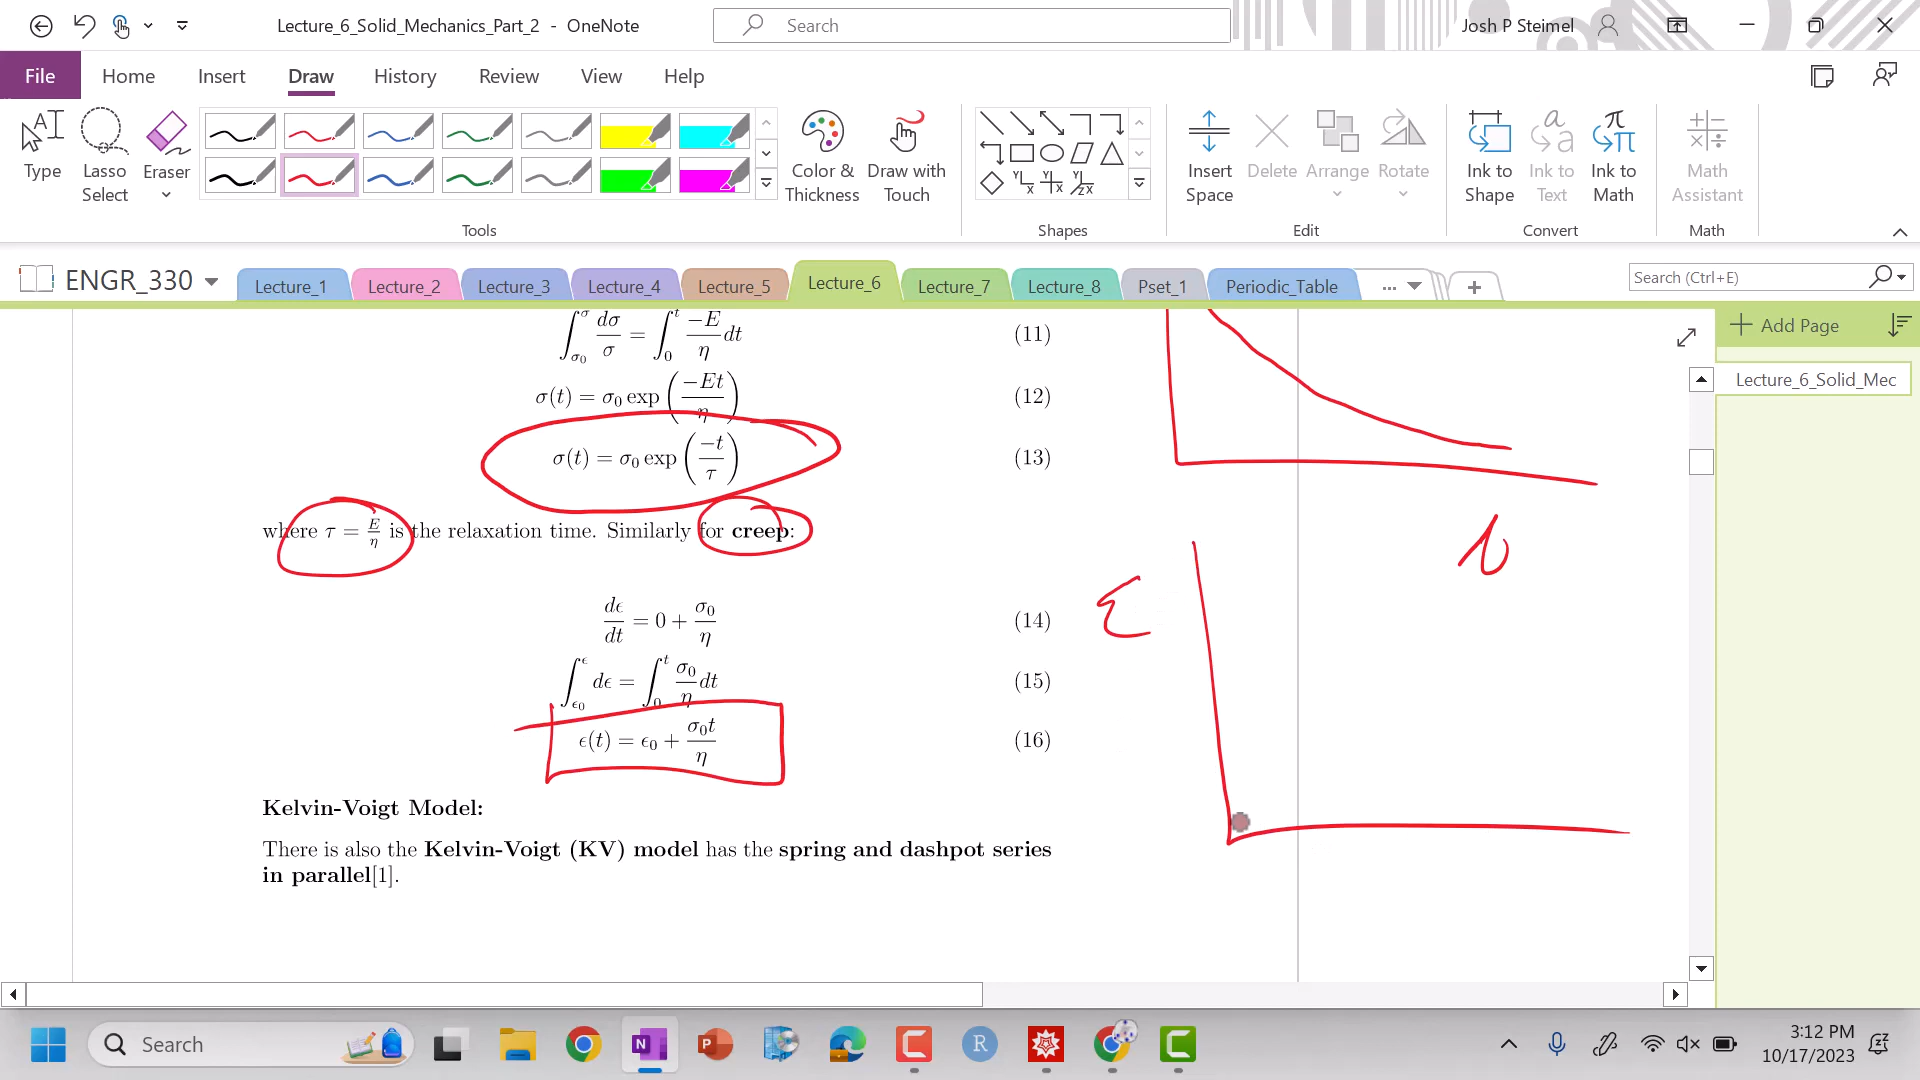 Lecture_6_Solid_Mechanics_Part_2 - OneNote
Search
Josh P Steimel
File Home Insert Draw History Review View Help
Type
Lasso Select
Eraser
Color & Thickness
Draw with Touch
Insert Space
Delete
Arrange
Rotate
Ink to Shape
Ink to Text
Ink to Math
Math Assistant
Tools
Shapes
Edit
Convert
Math
ENGR_330
Lecture_1 Lecture_2 Lecture_3 Lecture_4 Lecture_5 Lecture_6 Lecture_7 Lecture_8 Pset_1 Periodic_Table ... +
Search (Ctrl+E)
Add Page
Lecture_6_Solid_Mec
∫_{σ₀}^{σ} dσ/σ = ∫_0^t −E/η dt (11)
σ(t) = σ₀ exp(−Et/η) (12)
σ(t) = σ₀ exp(−t/τ) (13)
where τ = E/η is the relaxation time. Similarly for creep:
dϵ/dt = 0 + σ₀/η (14)
∫_{ϵ₀}^{ϵ} dϵ = ∫_0^t σ₀/η dt (15)
ϵ(t) = ϵ₀ + σ₀t/η (16)
Σ
Kelvin-Voigt Model:
There is also the Kelvin-Voigt (KV) model has the spring and dashpot series
in parallel[1].
Search
3:12 PM
10/17/2023